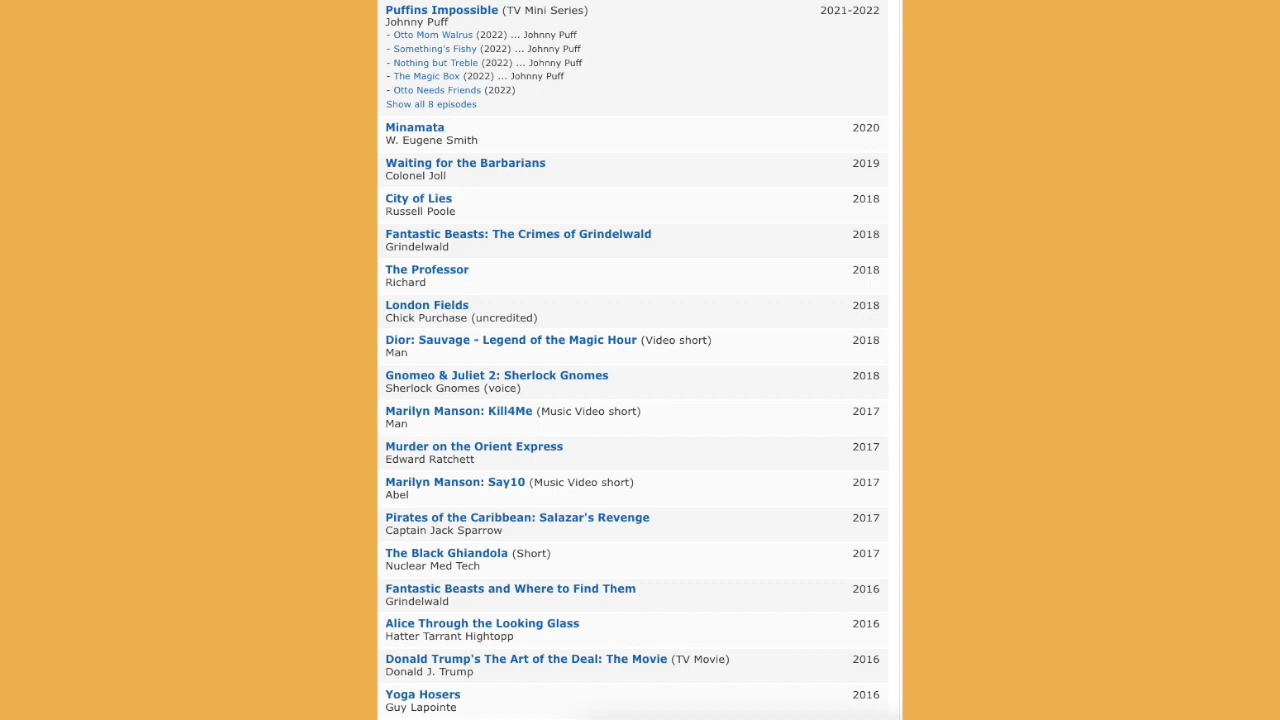 Puffins Impossible (TV Mini Series) 2021-2022
Johnny Puff
- Otto Mom Walrus (2022) ... Johnny Puff
- Something's Fishy (2022) ... Johnny Puff
- Nothing but Treble (2022) ... Johnny Puff
- The Magic Box (2022) ... Johnny Puff
- Otto Needs Friends (2022)
Show all 8 episodes
Minamata 2020
W. Eugene Smith
Waiting for the Barbarians 2019
Colonel Joll
City of Lies 2018
Russell Poole
Fantastic Beasts: The Crimes of Grindelwald 2018
Grindelwald
The Professor 2018
Richard
London Fields 2018
Chick Purchase (uncredited)
Dior: Sauvage - Legend of the Magic Hour (Video short) 2018
Man
Gnomeo & Juliet 2: Sherlock Gnomes 2018
Sherlock Gnomes (voice)
Marilyn Manson: Kill4Me (Music Video short) 2017
Man
Murder on the Orient Express 2017
Edward Ratchett
Marilyn Manson: Say10 (Music Video short) 2017
Abel
Pirates of the Caribbean: Salazar's Revenge 2017
Captain Jack Sparrow
The Black Ghiandola (Short) 2017
Nuclear Med Tech
Fantastic Beasts and Where to Find Them 2016
Grindelwald
Alice Through the Looking Glass 2016
Hatter Tarrant Hightopp
Donald Trump's The Art of the Deal: The Movie (TV Movie) 2016
Donald J. Trump
Yoga Hosers 2016
Guy Lapointe